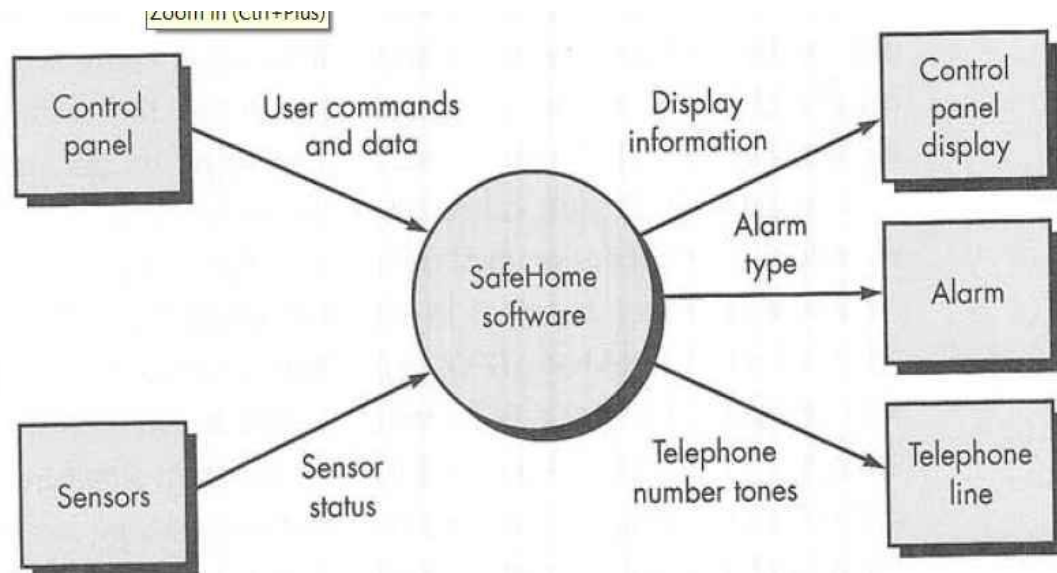 Zoom in (Ctrl+Plus)
Control
panel
User commands
and data
Display
information
Control
panel
display
SafeHome
software
Alarm
type
Alarm
Sensors
Sensor
status
Telephone
number tones
Telephone
line